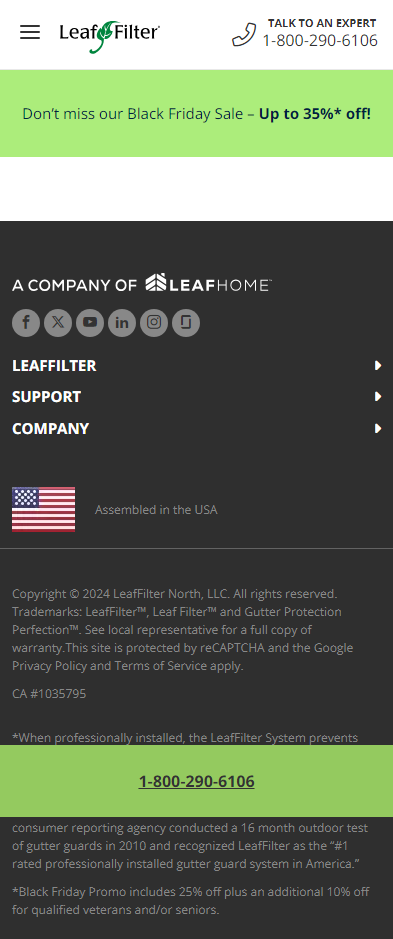 LeafFilter
TALK TO AN EXPERT
1-800-290-6106
Don't miss our Black Friday Sale – Up to 35%* off!
A COMPANY OF LEAFHOME™
LEAFFILTER
SUPPORT
COMPANY
Assembled in the USA
Copyright © 2024 LeafFilter North, LLC. All rights reserved.
Trademarks: LeafFilter™, Leaf Filter™ and Gutter Protection
Perfection™. See local representative for a full copy of
warranty.This site is protected by reCAPTCHA and the Google
Privacy Policy and Terms of Service apply.
CA #1035795
*When professionally installed, the LeafFilter System prevents
1-800-290-6106
consumer reporting agency conducted a 16 month outdoor test
of gutter guards in 2010 and recognized LeafFilter as the “#1
rated professionally installed gutter guard system in America.”
*Black Friday Promo includes 25% off plus an additional 10% off
for qualified veterans and/or seniors.